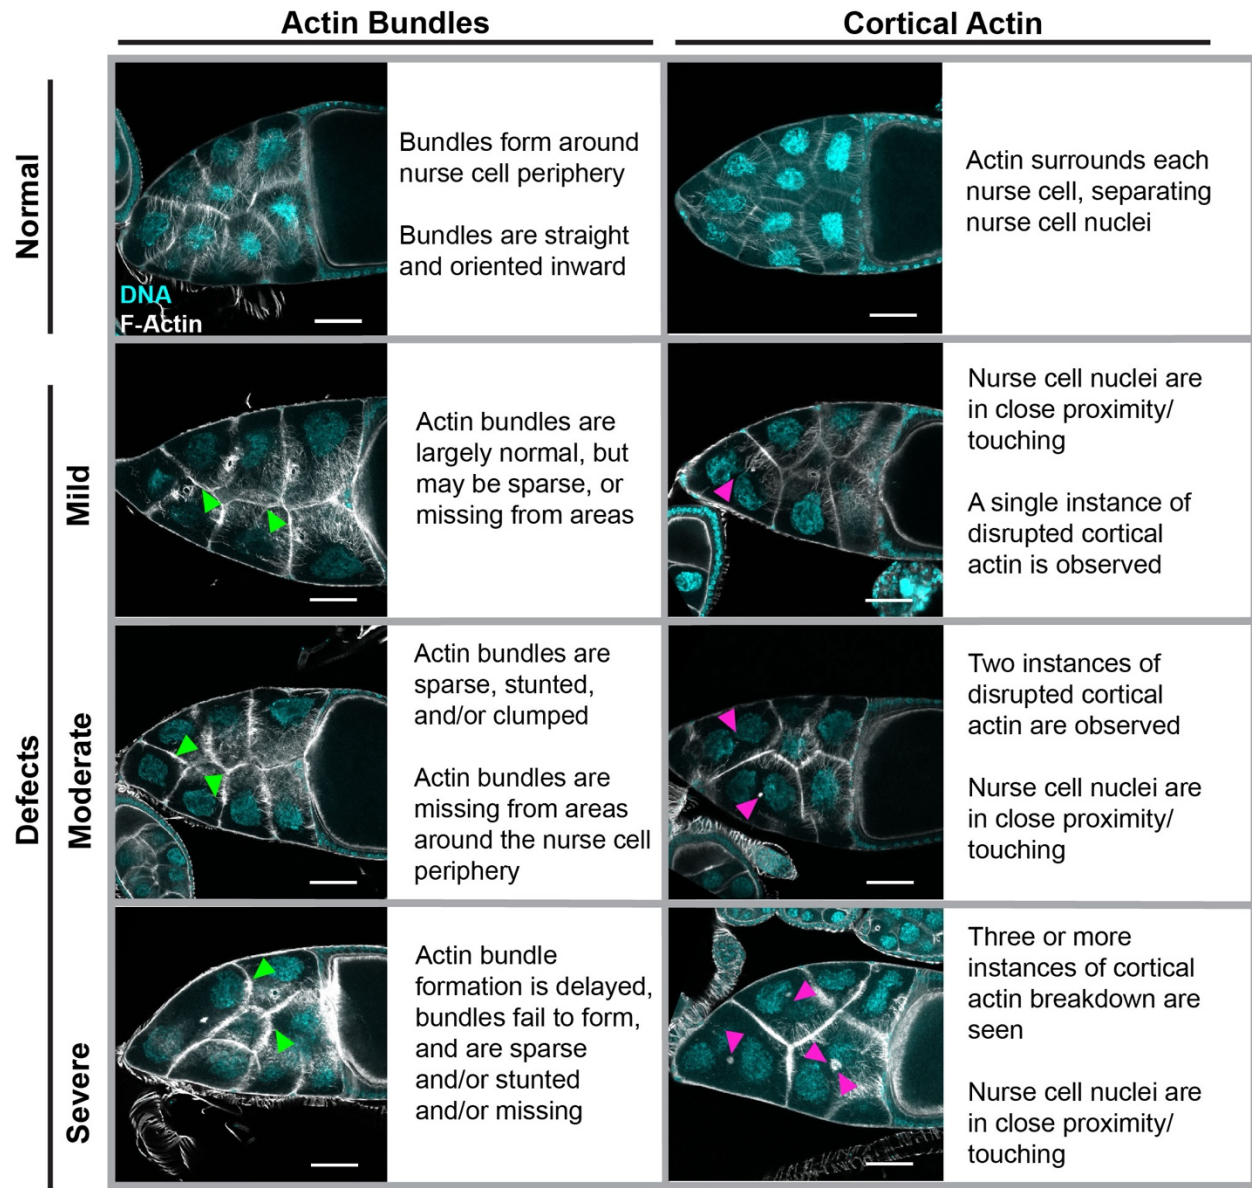 Actin Bundles
Cortical Actin
Normal
DNA
F-Actin
Bundles form around
nurse cell periphery
Bundles are straight
and oriented inward
Actin surrounds each
nurse cell, separating
nurse cell nuclei
Defects
Mild
Actin bundles are
largely normal, but
may be sparse, or
missing from areas
Nurse cell nuclei are
in close proximity/
touching
A single instance of
disrupted cortical
actin is observed
Moderate
Actin bundles are
sparse, stunted,
and/or clumped
Actin bundles are
missing from areas
around the nurse cell
periphery
Two instances of
disrupted cortical
actin are observed
Nurse cell nuclei are
in close proximity/
touching
Severe
Actin bundle
formation is delayed,
bundles fail to form,
and are sparse
and/or stunted
and/or missing
Three or more
instances of cortical
actin breakdown are
seen
Nurse cell nuclei are
in close proximity/
touching